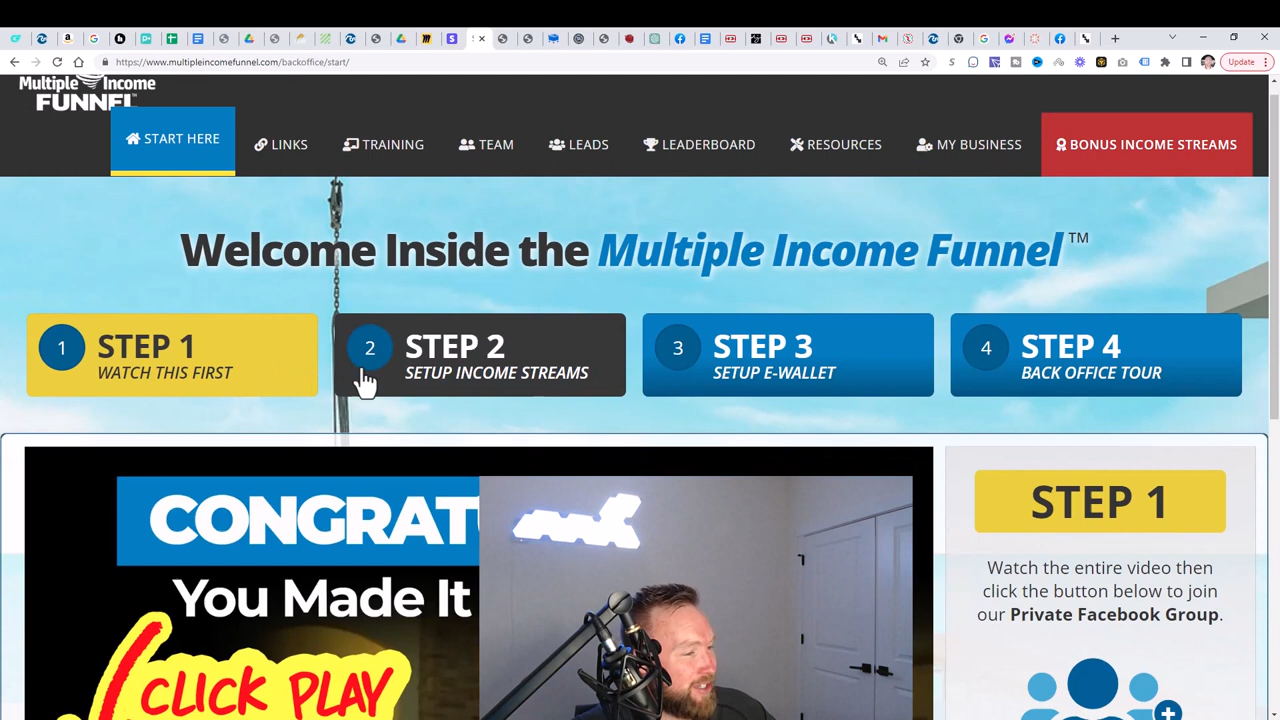 Update
https://www.multipleincomefunnel.com/backoffice/start/
Multiple Income
FUNNEL
START HERE
LINKS
TRAINING
TEAM
LEADS
LEADERBOARD
RESOURCES
MY BUSINESS
BONUS INCOME STREAMS
Welcome Inside the Multiple Income Funnel™
1 STEP 1
WATCH THIS FIRST
2 STEP 2
SETUP INCOME STREAMS
3 STEP 3
SETUP E-WALLET
4 STEP 4
BACK OFFICE TOUR
You Made It
CLICK PLAY
STEP 1
Watch the entire video then
click the button below to join
our Private Facebook Group.